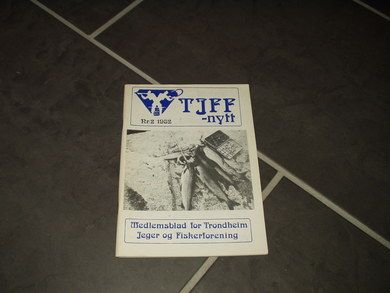 TJFF
-nytt
Nr.2 1982
Medlemsblad for Trondheim
Jeger og Fiskerforening